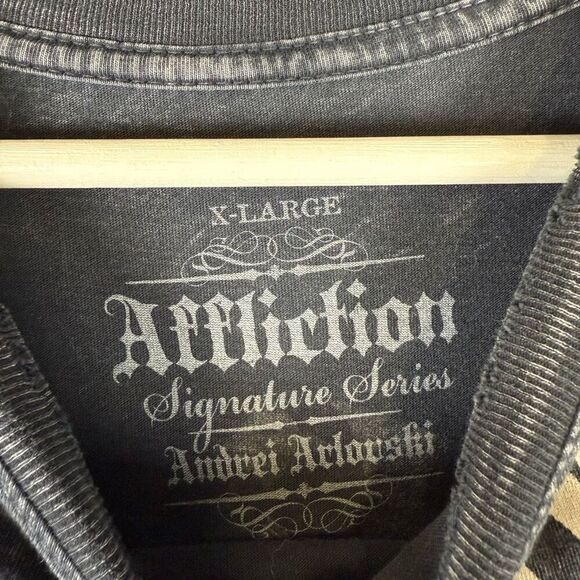 X-LARGE
Affliction
Signature Series
Andrei Arlovski